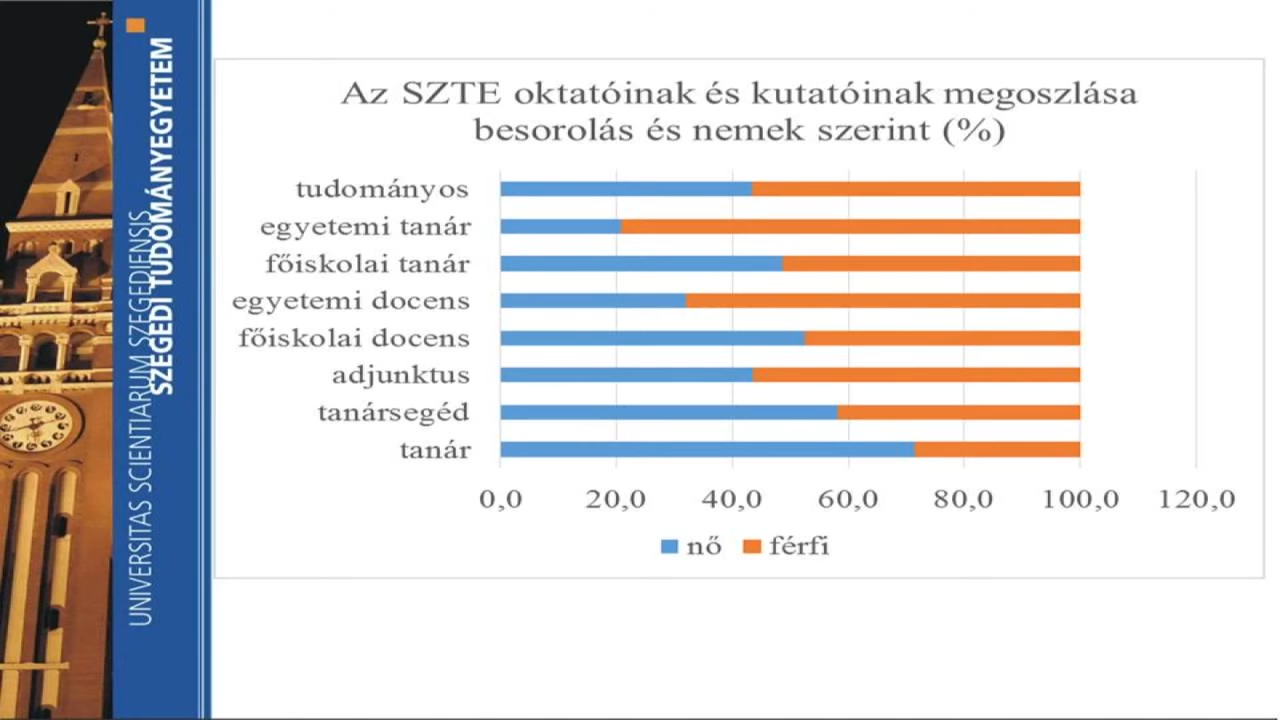 UNIVERSITAS SCIENTIARUM SZEGEDIENSIS
SZEGEDI TUDOMÁNYEGYETEM
Az SZTE oktatóinak és kutatóinak megoszlása
besorolás és nemek szerint (%)
tudományos
egyetemi tanár
főiskolai tanár
egyetemi docens
főiskolai docens
adjunktus
tanársegéd
tanár
0,0 20,0 40,0 60,0 80,0 100,0 120,0
nő férfi